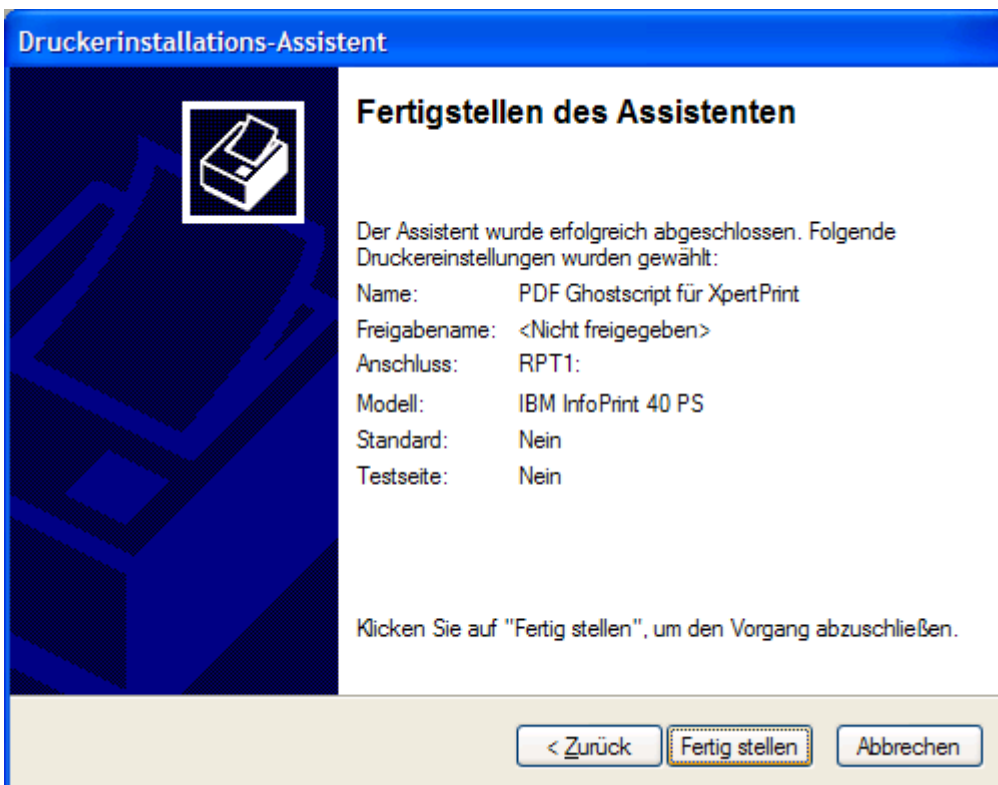 Druckerinstallations-Assistent
Fertigstellen des Assistenten
Der Assistent wurde erfolgreich abgeschlossen. Folgende
Druckereinstellungen wurden gewählt:
Name: PDF Ghostscript für XpertPrint
Freigabename: <Nicht freigegeben>
Anschluss: RPT1:
Modell: IBM InfoPrint 40 PS
Standard: Nein
Testseite: Nein
Klicken Sie auf "Fertig stellen", um den Vorgang abzuschließen.
< Zurück Fertig stellen Abbrechen